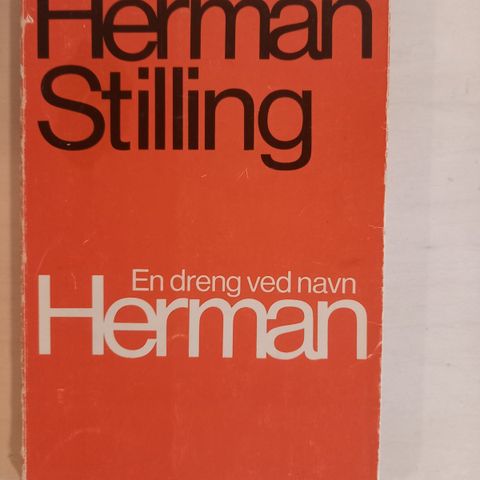 Herman
Stilling
En dreng ved navn
Herman